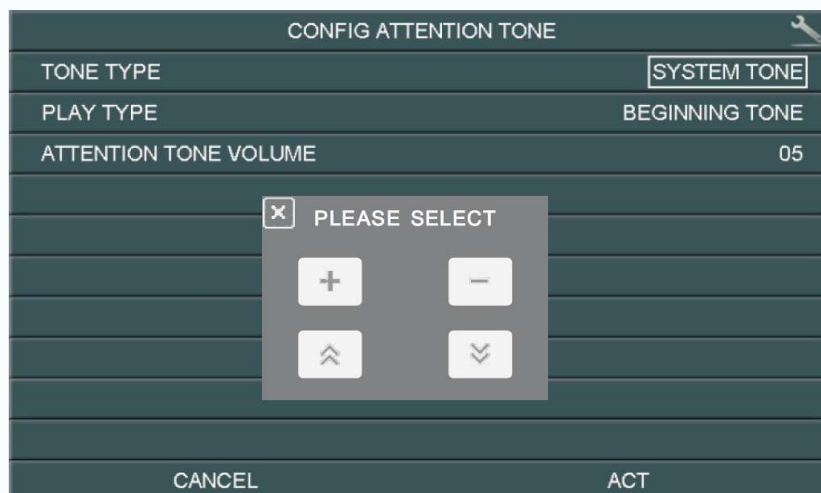 CONFIG ATTENTION TONE
TONE TYPE SYSTEM TONE
PLAY TYPE BEGINNING TONE
ATTENTION TONE VOLUME 05
PLEASE SELECT
CANCEL ACT